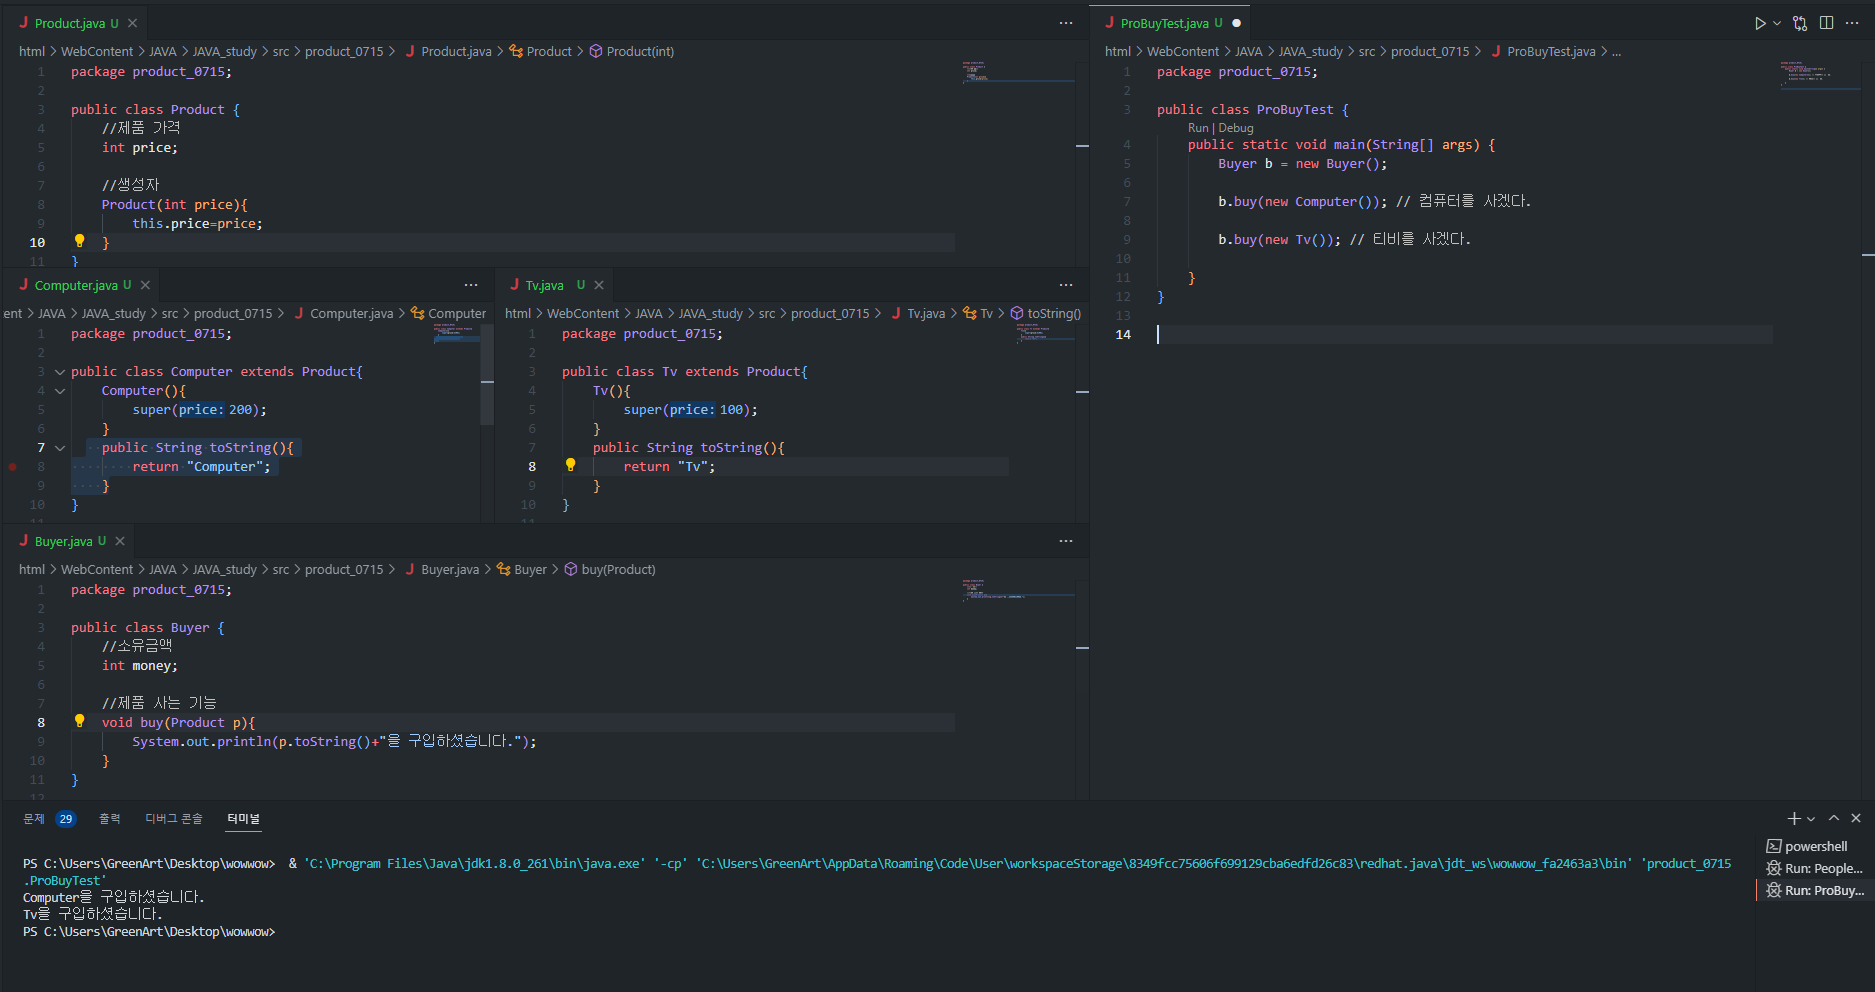 Product.java U
html > WebContent > JAVA > JAVA_study > src > product_0715 > J Product.java > Product > Product(int)
1 package product_0715;
2
3 public class Product {
4 //제품 가격
5 int price;
6
7 //생성자
8 Product(int price){
9 this.price=price;
10 }
11 }
Computer.java U
ent > JAVA > JAVA_study > src > product_0715 > J Computer.java > Computer
1 package product_0715;
2
3 public class Computer extends Product{
4 Computer(){
5 super(price: 200);
6 }
7 public String toString(){
8 return "Computer";
9 }
10 }
11
Tv.java U
html > WebContent > JAVA > JAVA_study > src > product_0715 > J Tv.java > Tv > toString()
1 package product_0715;
2
3 public class Tv extends Product{
4 Tv(){
5 super(price: 100);
6 }
7 public String toString(){
8 return "Tv";
9 }
10 }
11
Buyer.java U
html > WebContent > JAVA > JAVA_study > src > product_0715 > J Buyer.java > Buyer > buy(Product)
1 package product_0715;
2
3 public class Buyer {
4 //소유금액
5 int money;
6
7 //제품 사는 기능
8 void buy(Product p){
9 System.out.println(p.toString()+"을 구입하셨습니다.");
10 }
11 }
12
ProBuyTest.java U
html > WebContent > JAVA > JAVA_study > src > product_0715 > J ProBuyTest.java > ...
1 package product_0715;
2
3 public class ProBuyTest {
Run | Debug
4 public static void main(String[] args) {
5 Buyer b = new Buyer();
6
7 b.buy(new Computer()); // 컴퓨터를 사겠다.
8
9 b.buy(new Tv()); // 티비를 사겠다.
10
11 }
12 }
13
14
문제 29 출력 디버그 콘솔 터미널
PS C:\Users\GreenArt\Desktop\wowwow> & 'C:\Program Files\Java\jdk1.8.0_261\bin\java.exe' '-cp' 'C:\Users\GreenArt\AppData\Roaming\Code\User\workspaceStorage\8349fcc75606f699129cba6edfd26c83\redhat.java\jdt_ws\wowwow_fa2463a3\bin' 'product_0715
.ProBuyTest'
Computer을 구입하셨습니다.
Tv을 구입하셨습니다.
PS C:\Users\GreenArt\Desktop\wowwow>
powershell
Run: People...
Run: ProBuy...